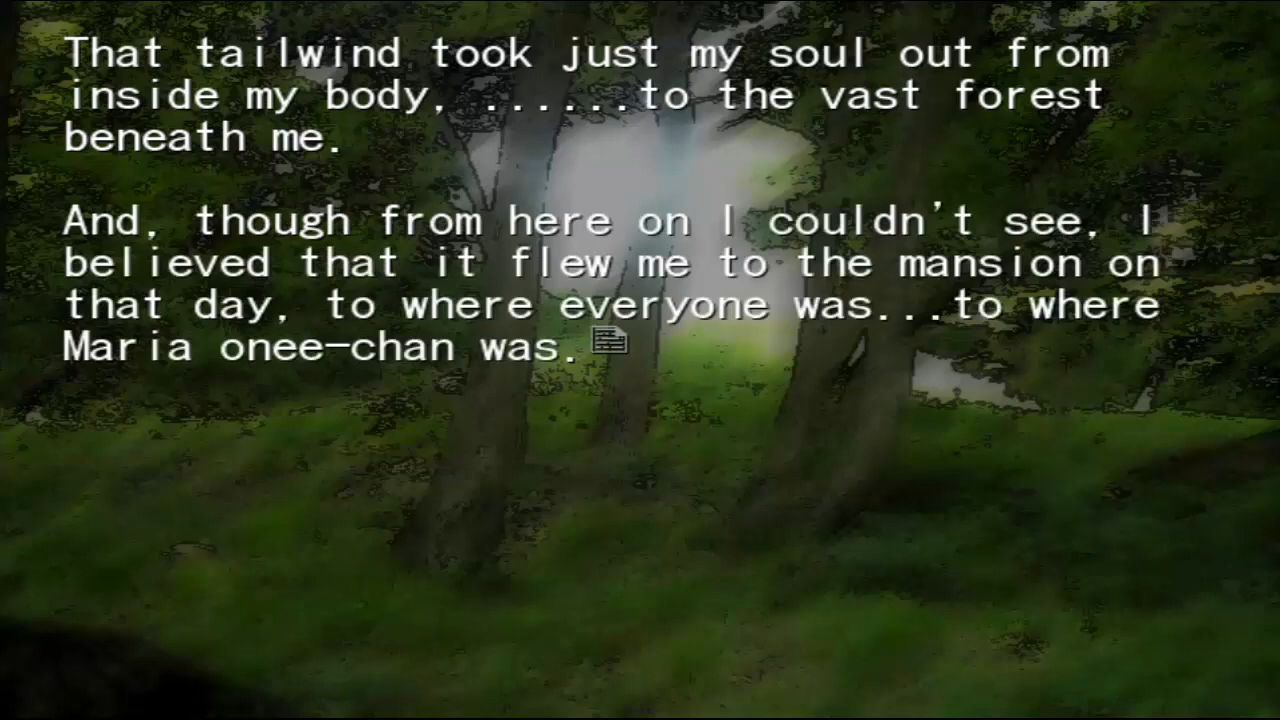 That tailwind took just my soul out from
inside my body, ......to the vast forest
beneath me.
And, though from here on I couldn't see, I
believed that it flew me to the mansion on
that day, to where everyone was...to where
Maria onee-chan was.